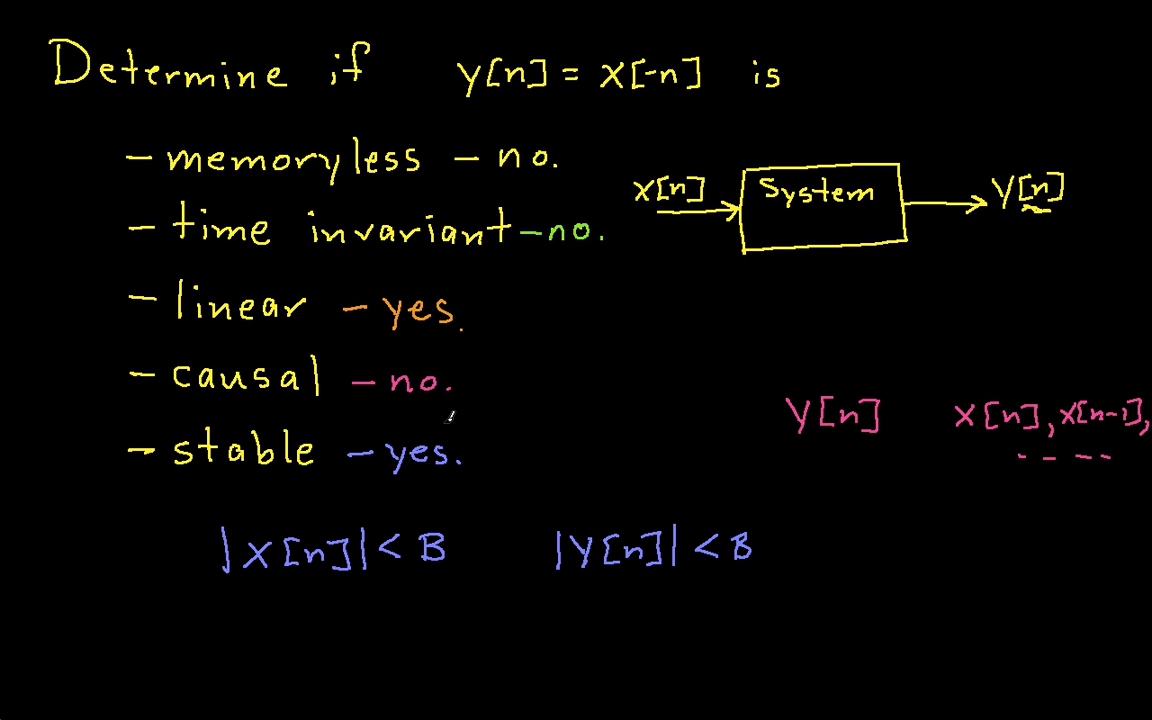 Determine if y[n] = x[-n] is
- memoryless - no.
x[n] System y[n]
- time invariant - no.
- linear - yes.
- causal - no.
y[n] x[n], x[n-1], ....
- stable - yes.
|x[n]| < B |y[n]| < B